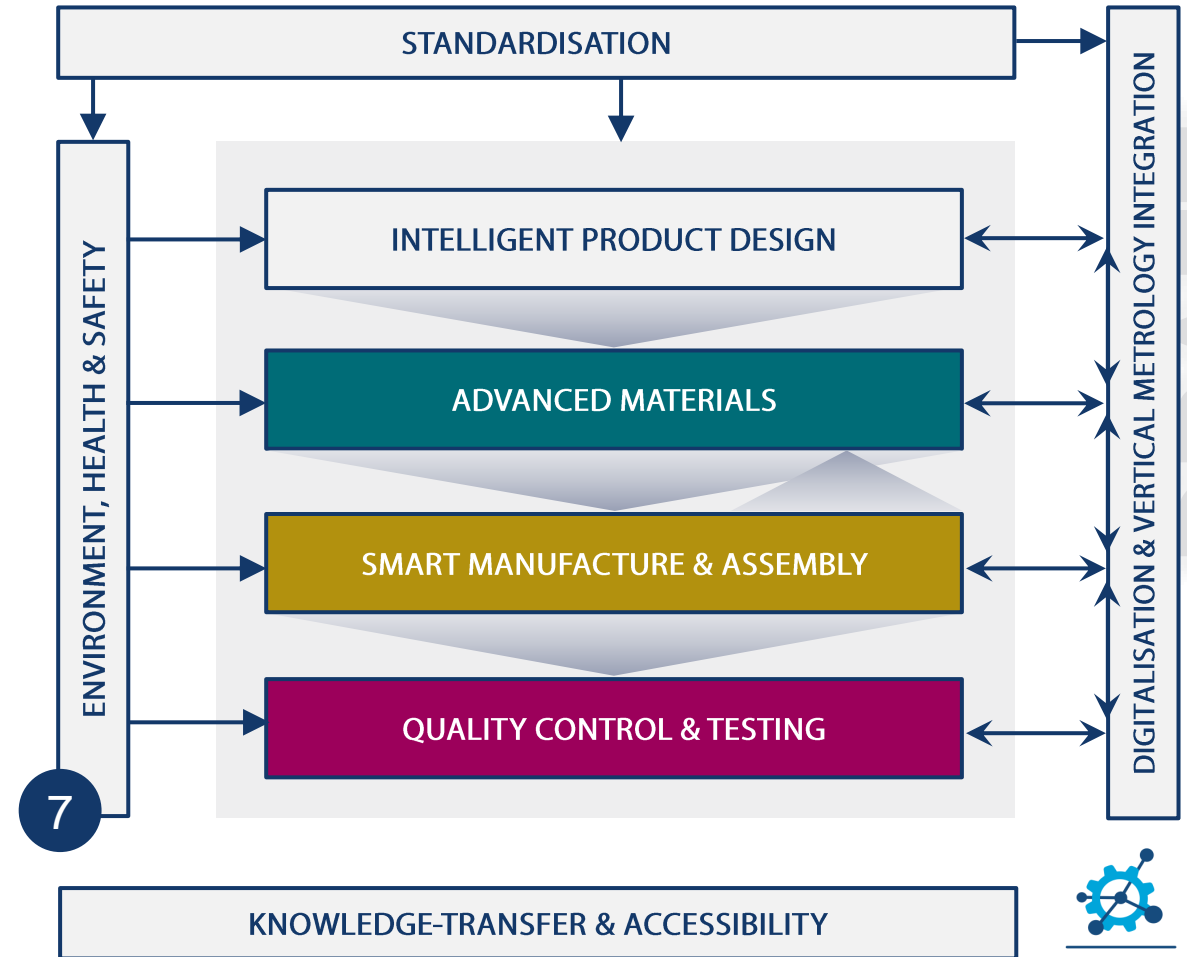 STANDARDISATION
ENVIRONMENT, HEALTH & SAFETY
INTELLIGENT PRODUCT DESIGN
ADVANCED MATERIALS
SMART MANUFACTURE & ASSEMBLY
QUALITY CONTROL & TESTING
DIGITALISATION & VERTICAL METROLOGY INTEGRATION
7
KNOWLEDGE-TRANSFER & ACCESSIBILITY